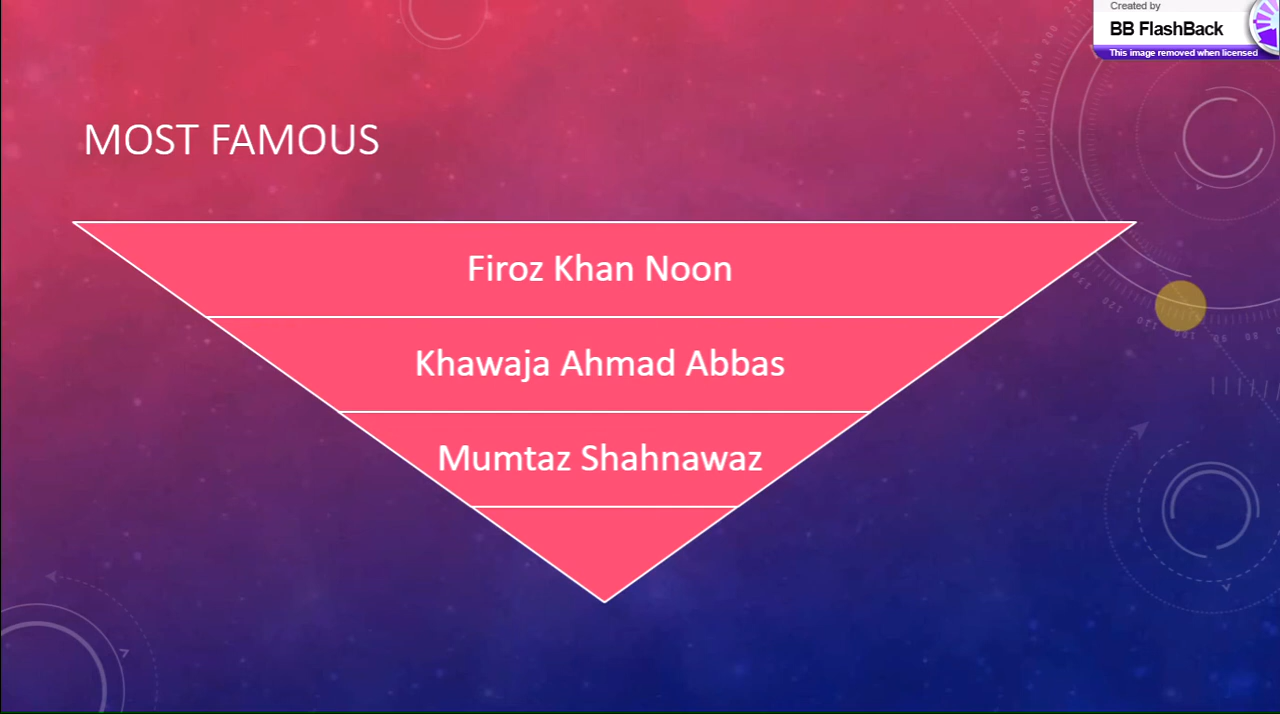 Created by
BB FlashBack
This image removed when licensed
MOST FAMOUS
Firoz Khan Noon
Khawaja Ahmad Abbas
Mumtaz Shahnawaz